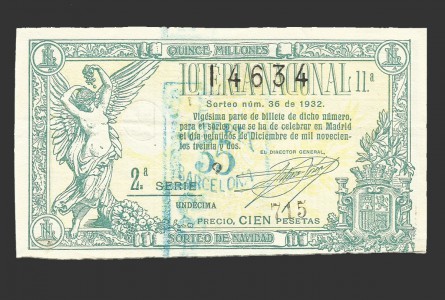 QUINCE MILLONES
14634
LOTERIA NACIONAL 11.ª
Sorteo núm. 36 de 1932.
Vigésima parte de billete de dicho número,
para el sorteo que se ha de celebrar en Madrid
el día veintidós de Diciembre de mil novecien-
tos treinta y dos.
EL DIRECTOR GENERAL,
2.ª SERIE
BARCELONA
UNDECIMA
715
PRECIO, CIEN PESETAS
SORTEO DE NAVIDAD